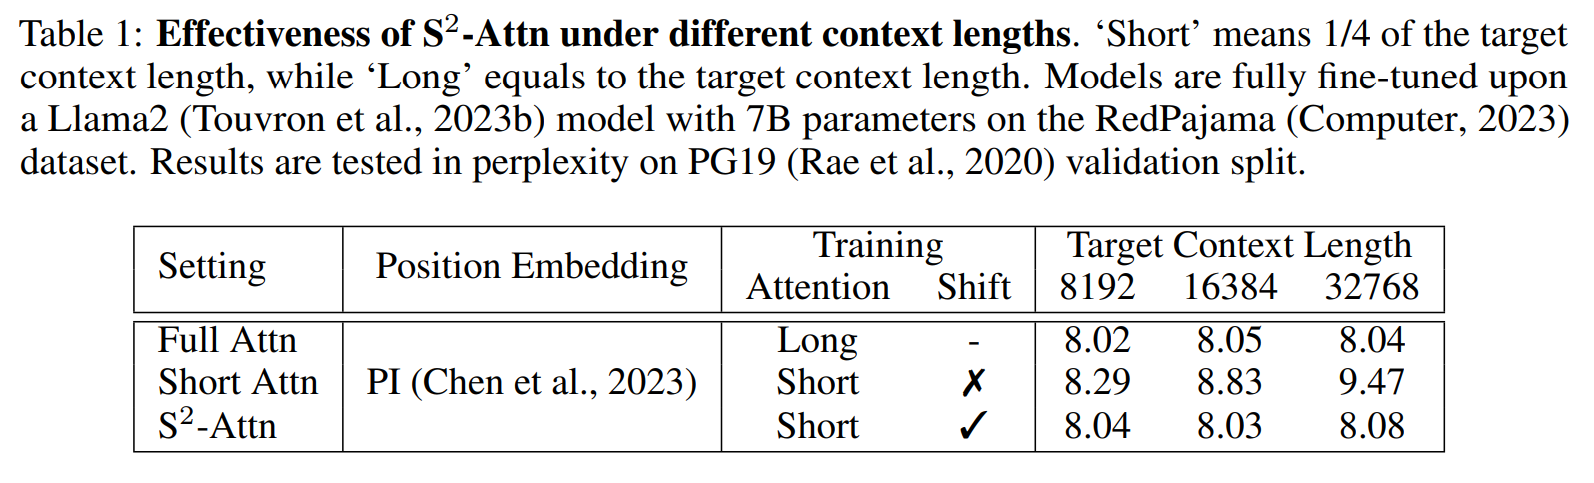 Table 1: Effectiveness of S²-Attn under different context lengths. ‘Short’ means 1/4 of the target
context length, while ‘Long’ equals to the target context length. Models are fully fine-tuned upon
a Llama2 (Touvron et al., 2023b) model with 7B parameters on the RedPajama (Computer, 2023)
dataset. Results are tested in perplexity on PG19 (Rae et al., 2020) validation split.
Setting Position Embedding Training Target Context Length
Attention Shift 8192 16384 32768
Full Attn Long - 8.02 8.05 8.04
Short Attn PI (Chen et al., 2023) Short ✗ 8.29 8.83 9.47
S²-Attn Short ✓ 8.04 8.03 8.08